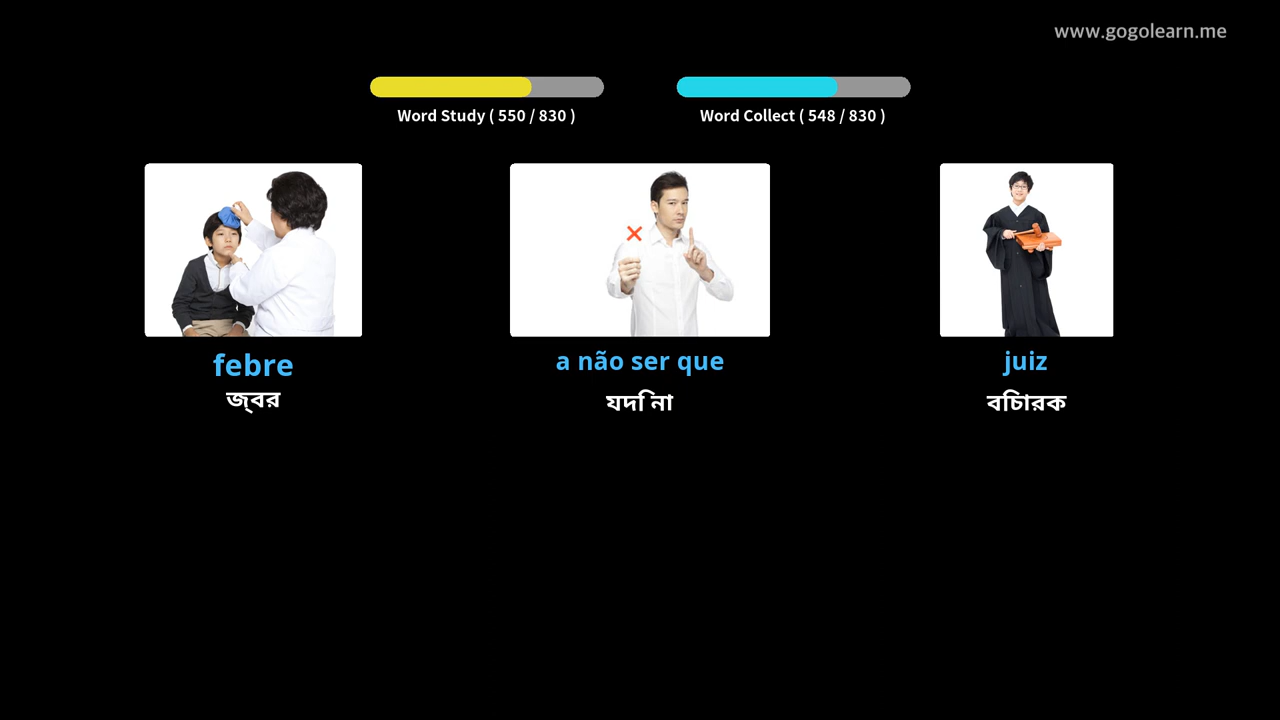 www.gogolearn.me
Word Study ( 550 / 830 )
Word Collect ( 548 / 830 )
febre
a não ser que
juiz
জ্বর
যদি না
বিচারক